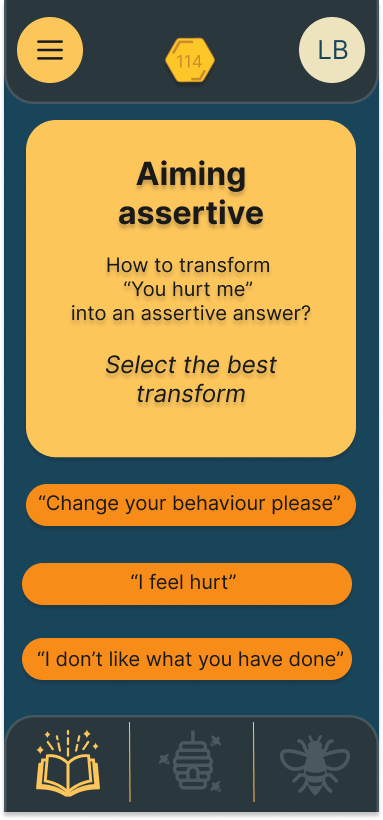 114
LB
Aiming
assertive
How to transform
“You hurt me”
into an assertive answer?
Select the best
transform
“Change your behaviour please”
“I feel hurt”
“I don’t like what you have done”